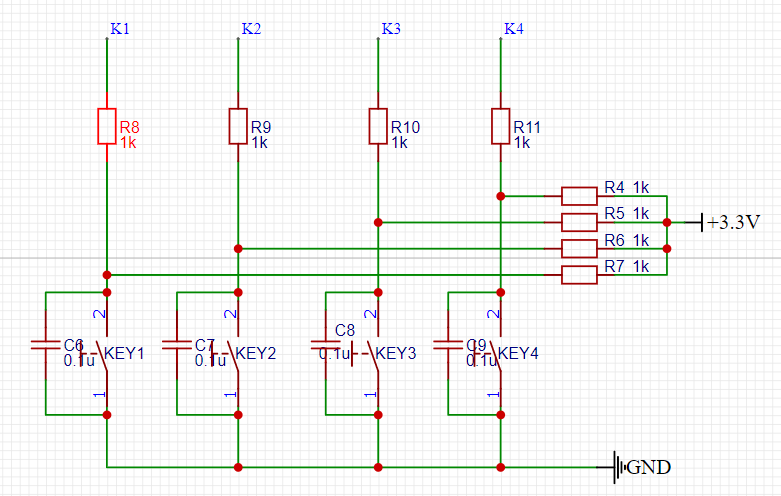 K1 K2 K3 K4
R8 R9 R10 R11
1k 1k 1k 1k
R4 1k
R5 1k
+3.3V
R6 1k
R7 1k
2 2 2 2
C6 KEY1 C7 KEY2 C8 KEY3 C9 KEY4
0.1u 0.1u 0.1u 0.1u
1 1 1 1
GND